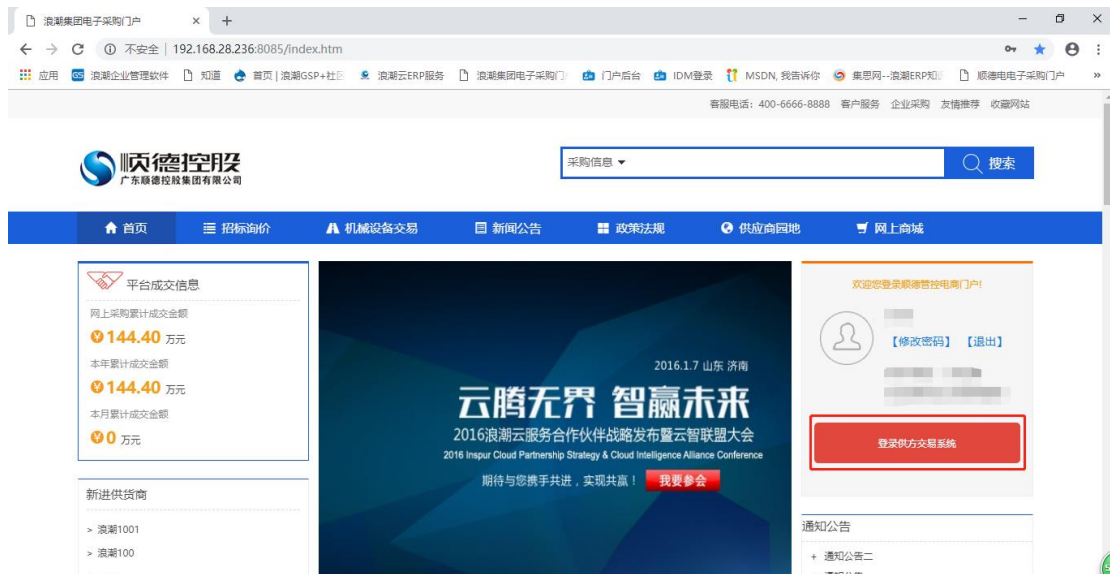 浪潮集团电子采购门户
不安全 | 192.168.28.236:8085/index.htm
应用 浪潮企业管理软件 知道 首页 | 浪潮GSP+社区 浪潮云ERP服务 浪潮集团电子采购门 门户后台 IDM登录 MSDN, 我告诉你 集思网--浪潮ERP知 顺德电电子采购门户 »
客服电话：400-6666-8888 客户服务 企业采购 友情推荐 收藏网站
顺德控股
广东顺德控股集团有限公司
采购信息
搜索
首页 招标询价 机械设备交易 新闻公告 政策法规 供应商园地 网上商城
平台成交信息
网上采购累计成交金额
144.40 万元
本年累计成交金额
144.40 万元
本月累计成交金额
0 万元
新进供货商
> 浪潮1001
> 浪潮100
2016.1.7 山东 济南
云腾无界 智赢未来
2016浪潮云服务合作伙伴战略发布暨云智联盟大会
2016 Inspur Cloud Partnership Strategy & Cloud Intelligence Alliance Conference
期待与您携手共进，实现共赢！ 我要参会
欢迎您登录顺德管控电商门户!
【修改密码】 【退出】
登录供方交易系统
通知公告
+ 通知公告二